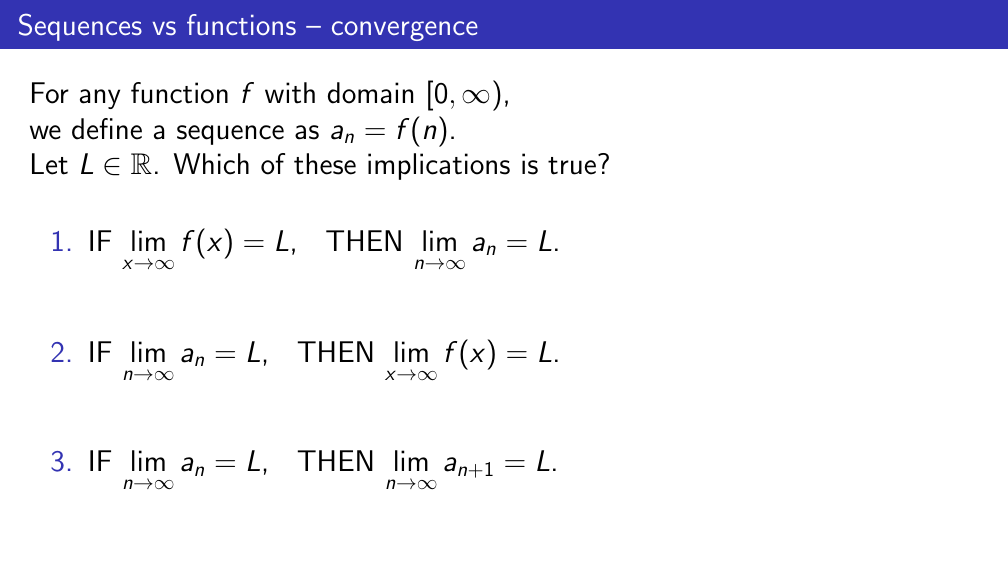 Sequences vs functions – convergence
For any function f with domain [0, ∞),
we define a sequence as aₙ = f(n).
Let L ∈ ℝ. Which of these implications is true?
1. IF lim_{x→∞} f(x) = L, THEN lim_{n→∞} aₙ = L.
2. IF lim_{n→∞} aₙ = L, THEN lim_{x→∞} f(x) = L.
3. IF lim_{n→∞} aₙ = L, THEN lim_{n→∞} aₙ₊₁ = L.